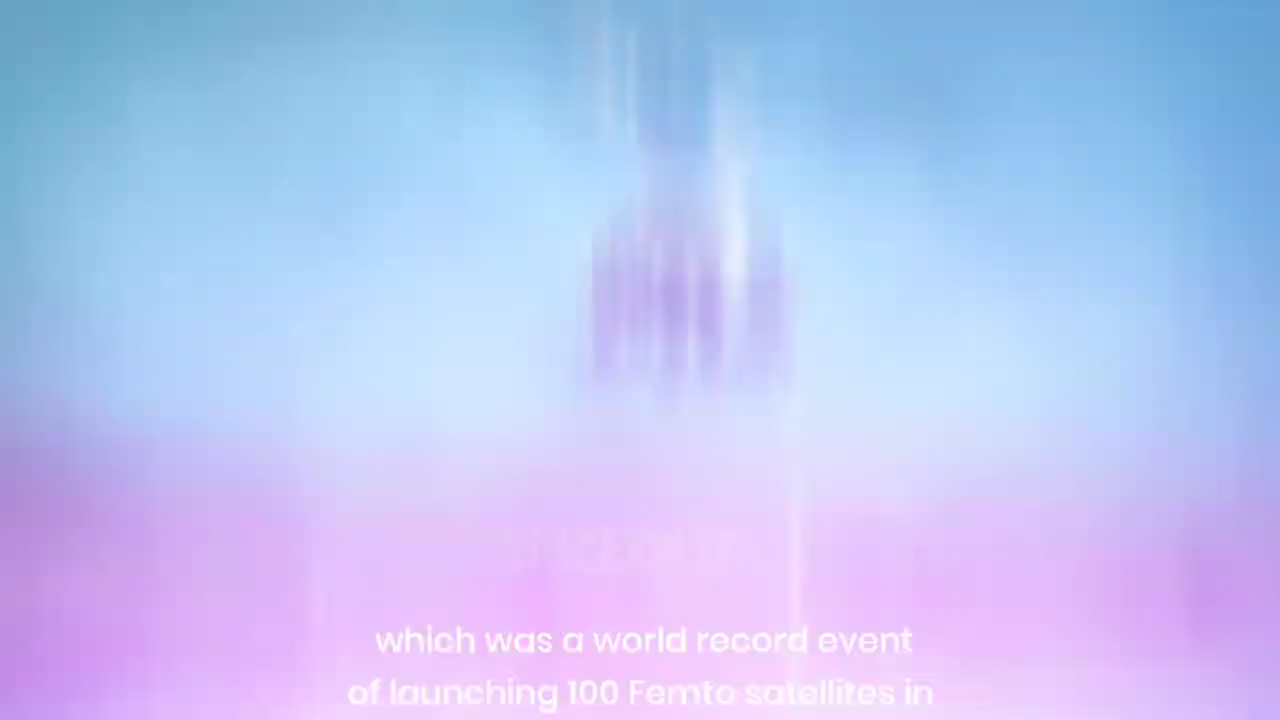 which was a world record event
of launching 100 Femto satellites in